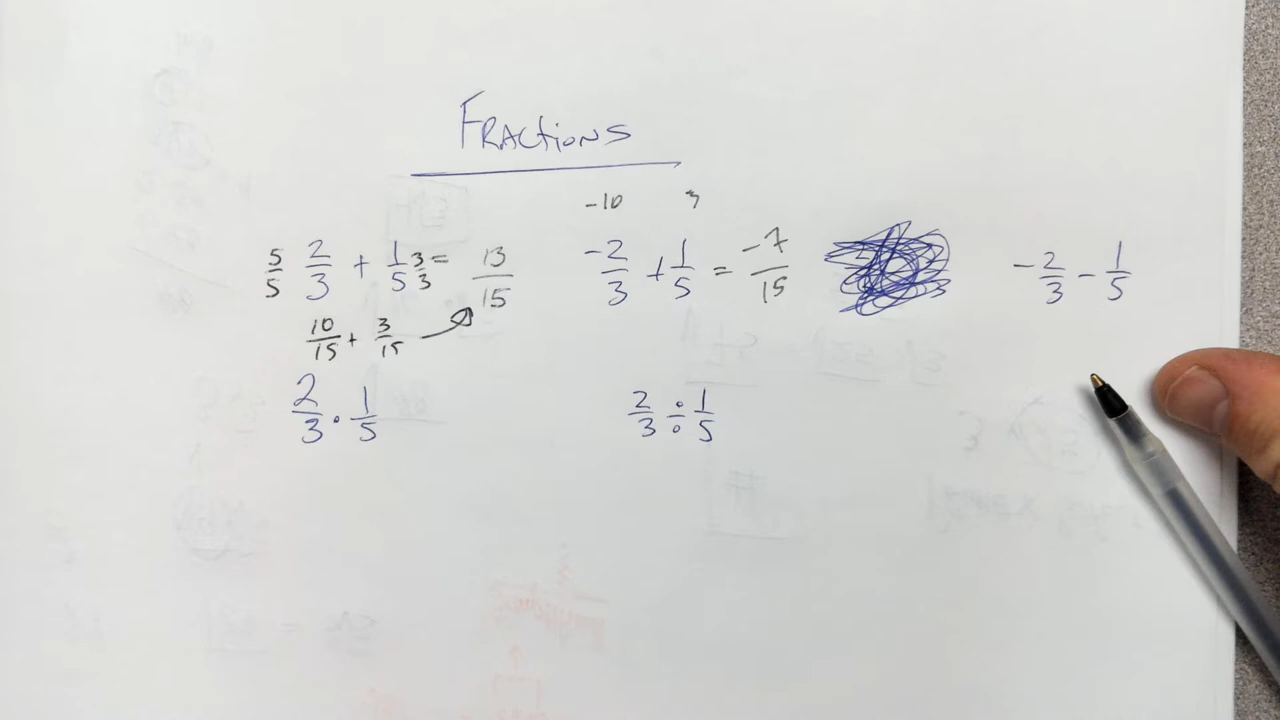 FRACTIONS
-10 3
5/5 2/3 + 1/5 3/3 = 13/15
10/15 + 3/15
-2/3 + 1/5 = -7/15
-2/3 - 1/5
2/3 · 1/5
2/3 ÷ 1/5